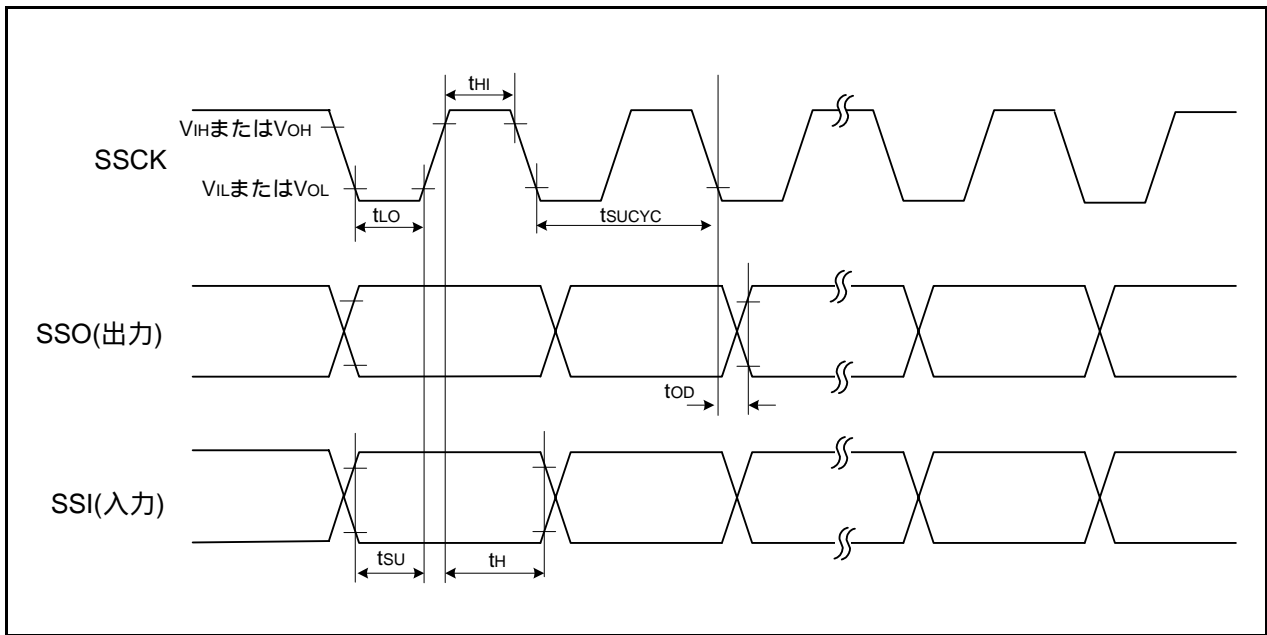 tHI
VIHまたはVOH
SSCK
VILまたはVOL
tLO
tSUCYC
SSO(出力)
tOD
SSI(入力)
tSU
tH